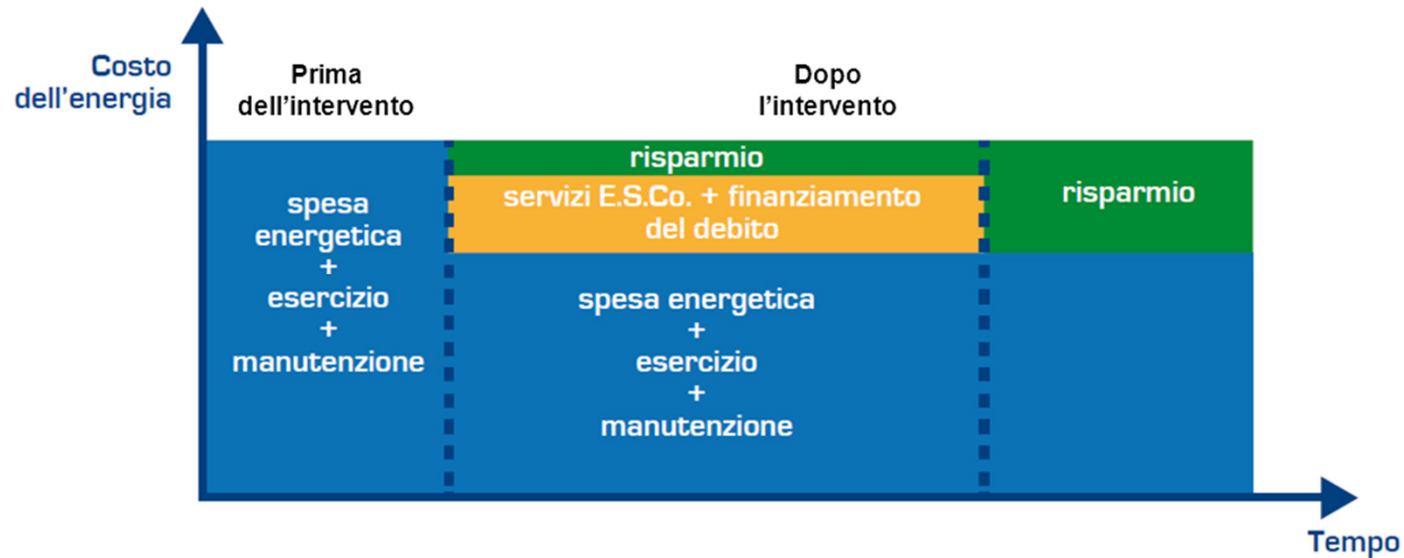 Costo
dell'energia
Prima
dell'intervento
Dopo
l'intervento
spesa
energetica
+
esercizio
+
manutenzione
risparmio
servizi E.S.Co. + finanziamento
del debito
spesa energetica
+
esercizio
+
manutenzione
risparmio
Tempo